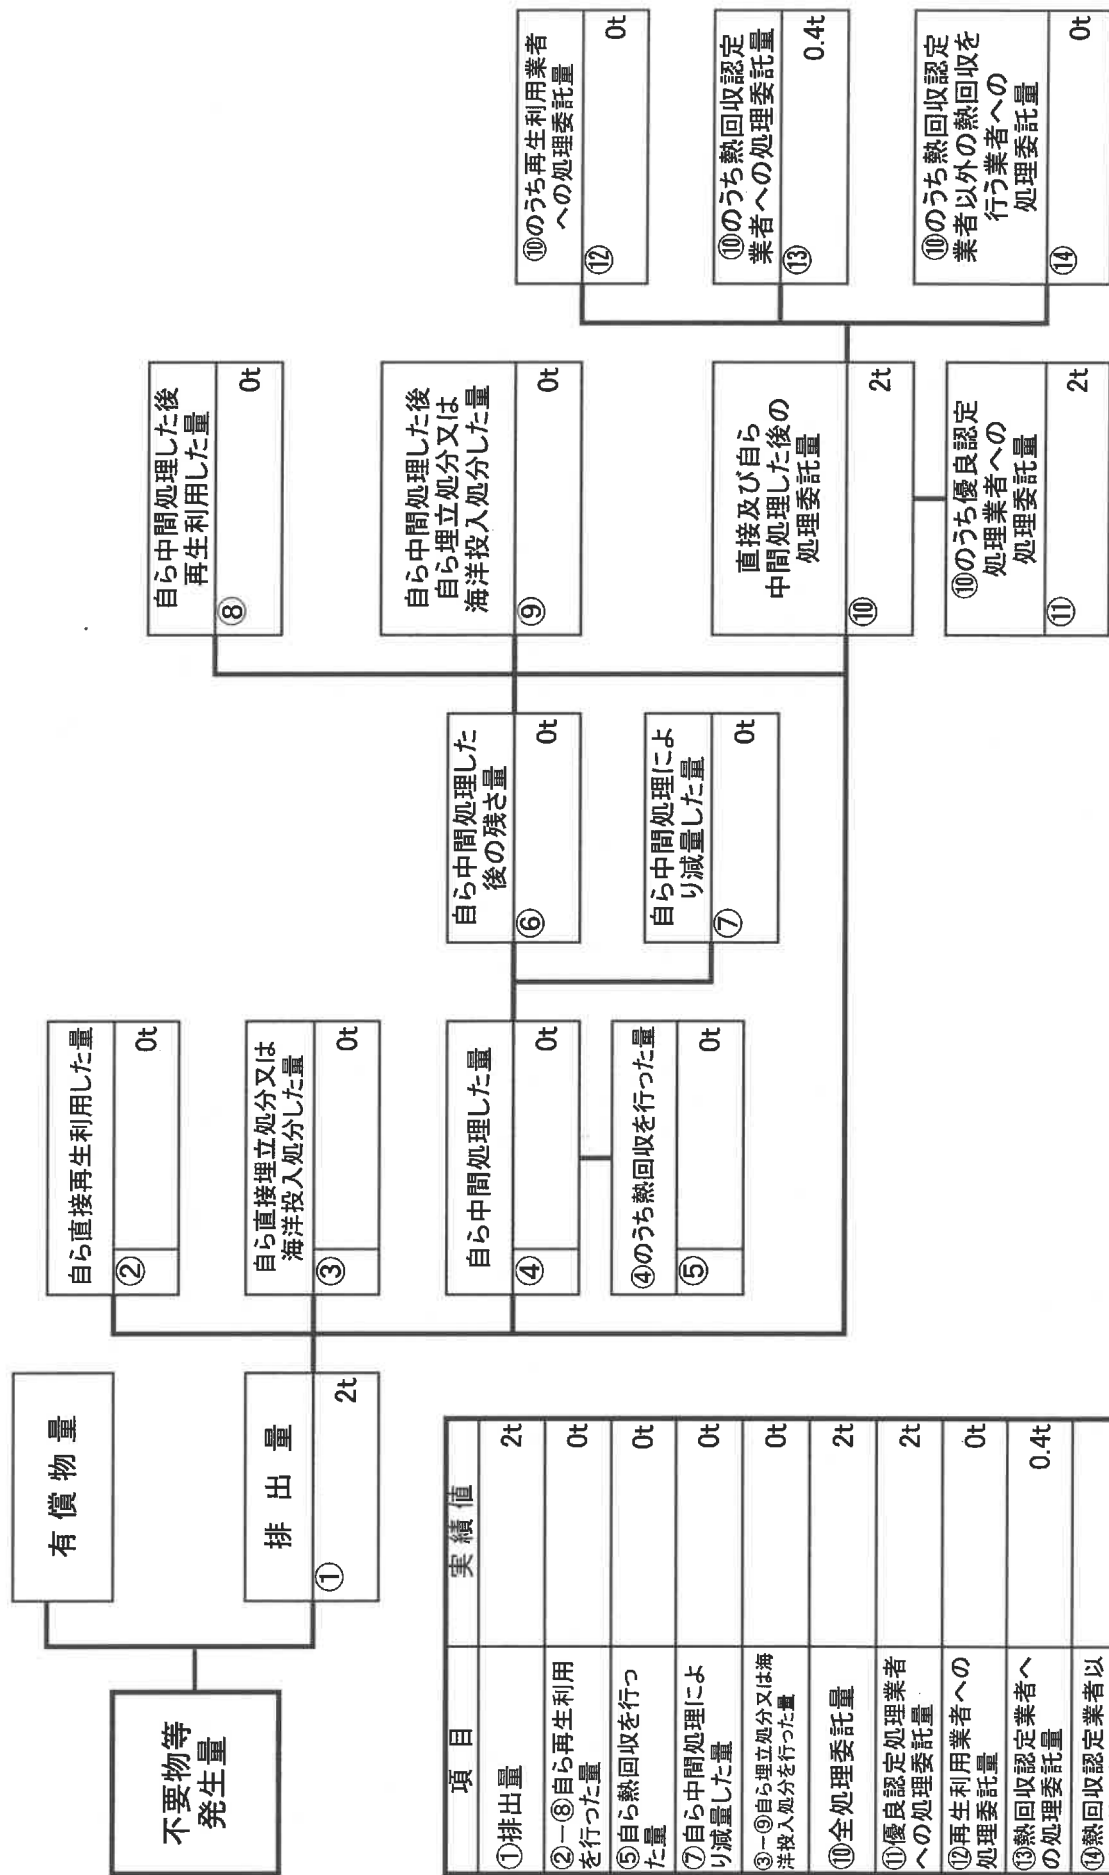 不要物等
発生量
有償物量
排出量
①
2t
自ら直接再生利用した量
②
0t
自ら直接埋立処分又は
海洋投入処分した量
③
0t
自ら中間処理した量
④
0t
④のうち熱回収を行った量
⑤
0t
自ら中間処理した
後の残さ量
⑥
0t
自ら中間処理によ
り減量した量
⑦
0t
自ら中間処理した後
再生利用した量
⑧
0t
自ら中間処理した後
自ら埋立処分又は
海洋投入処分した量
⑨
0t
直接及び自ら
中間処理した後の
処理委託量
⑩
2t
⑩のうち優良認定
処理業者への
処理委託量
⑪
2t
⑩のうち再生利用業者
への処理委託量
⑫
0t
⑩のうち熱回収認定
業者への処理委託量
⑬
0.4t
⑩のうち熱回収認定
業者以外の熱回収を
行う業者への
処理委託量
⑭
0t
項目 実績値
①排出量 2t
②ー⑧自ら再生利用
を行った量 0t
⑤自ら熱回収を行っ
た量 0t
⑦自ら中間処理によ
り減量した量 0t
③ー⑨自ら埋立処分又は海
洋投入処分を行った量 0t
⑩全処理委託量 2t
⑪優良認定処理業者
への処理委託量 2t
⑫再生利用業者への
処理委託量 0t
⑬熱回収認定業者へ
の処理委託量 0.4t
⑭熱回収認定業者以